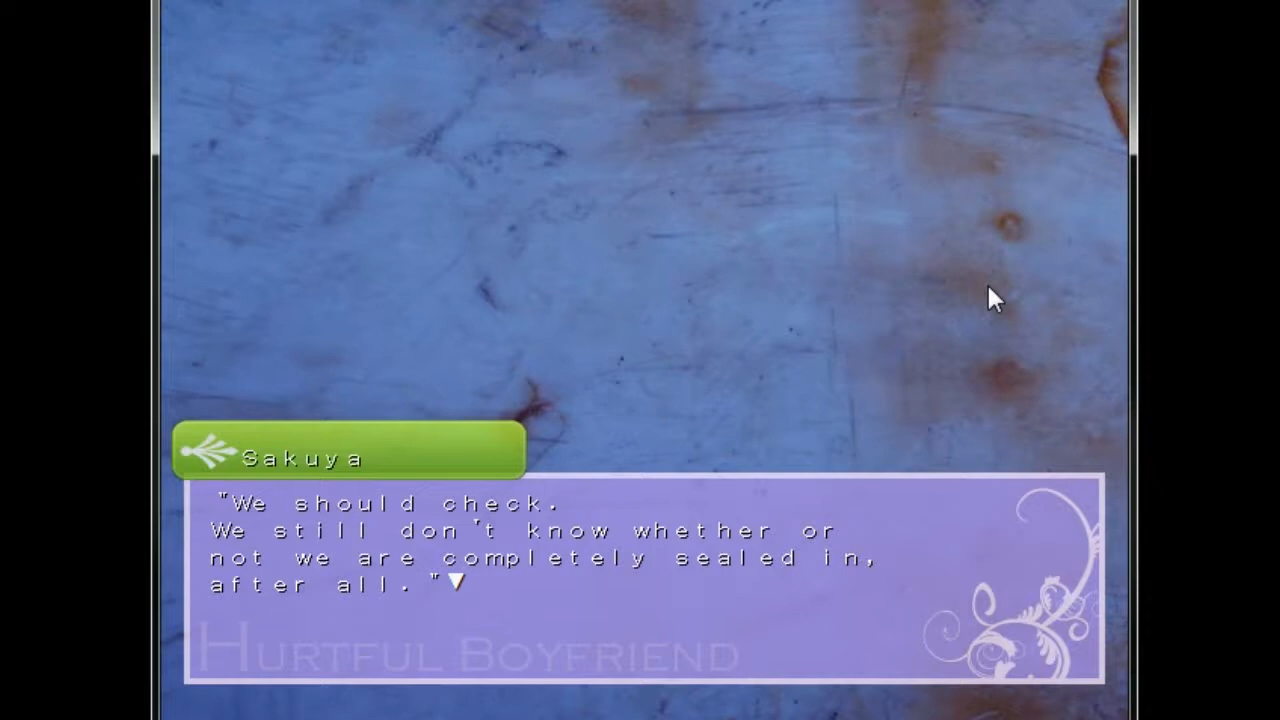 Sakuya
"We should check.
We still don't know whether or
not we are completely sealed in,
after all."
HURTFUL BOYFRIEND